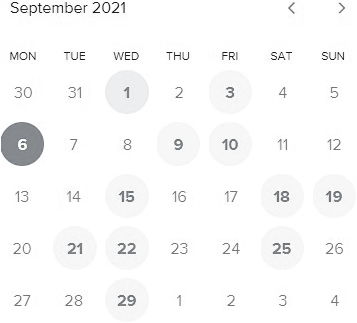 September 2021
MON TUE WED THU FRI SAT SUN
30 31 1 2 3 4 5
6 7 8 9 10 11 12
13 14 15 16 17 18 19
20 21 22 23 24 25 26
27 28 29 1 2 3 4